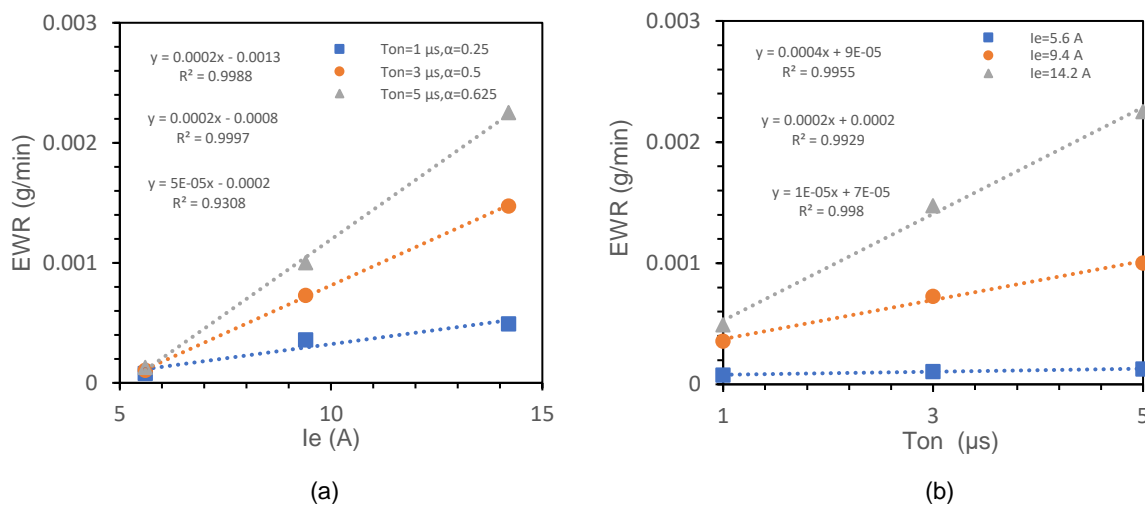 0.003
0.002
0.001
0
EWR (g/min)
y = 0.0002x - 0.0013
R² = 0.9988
y = 0.0002x - 0.0008
R² = 0.9997
y = 5E-05x - 0.0002
R² = 0.9308
Ton=1 μs,α=0.25
Ton=3 μs,α=0.5
Ton=5 μs,α=0.625
5
10
15
Ie (A)
(a)
0.003
0.002
0.001
0
EWR (g/min)
y = 0.0004x + 9E-05
R² = 0.9955
y = 0.0002x + 0.0002
R² = 0.9929
y = 1E-05x + 7E-05
R² = 0.998
Ie=5.6 A
Ie=9.4 A
Ie=14.2 A
1
3
5
Ton (μs)
(b)